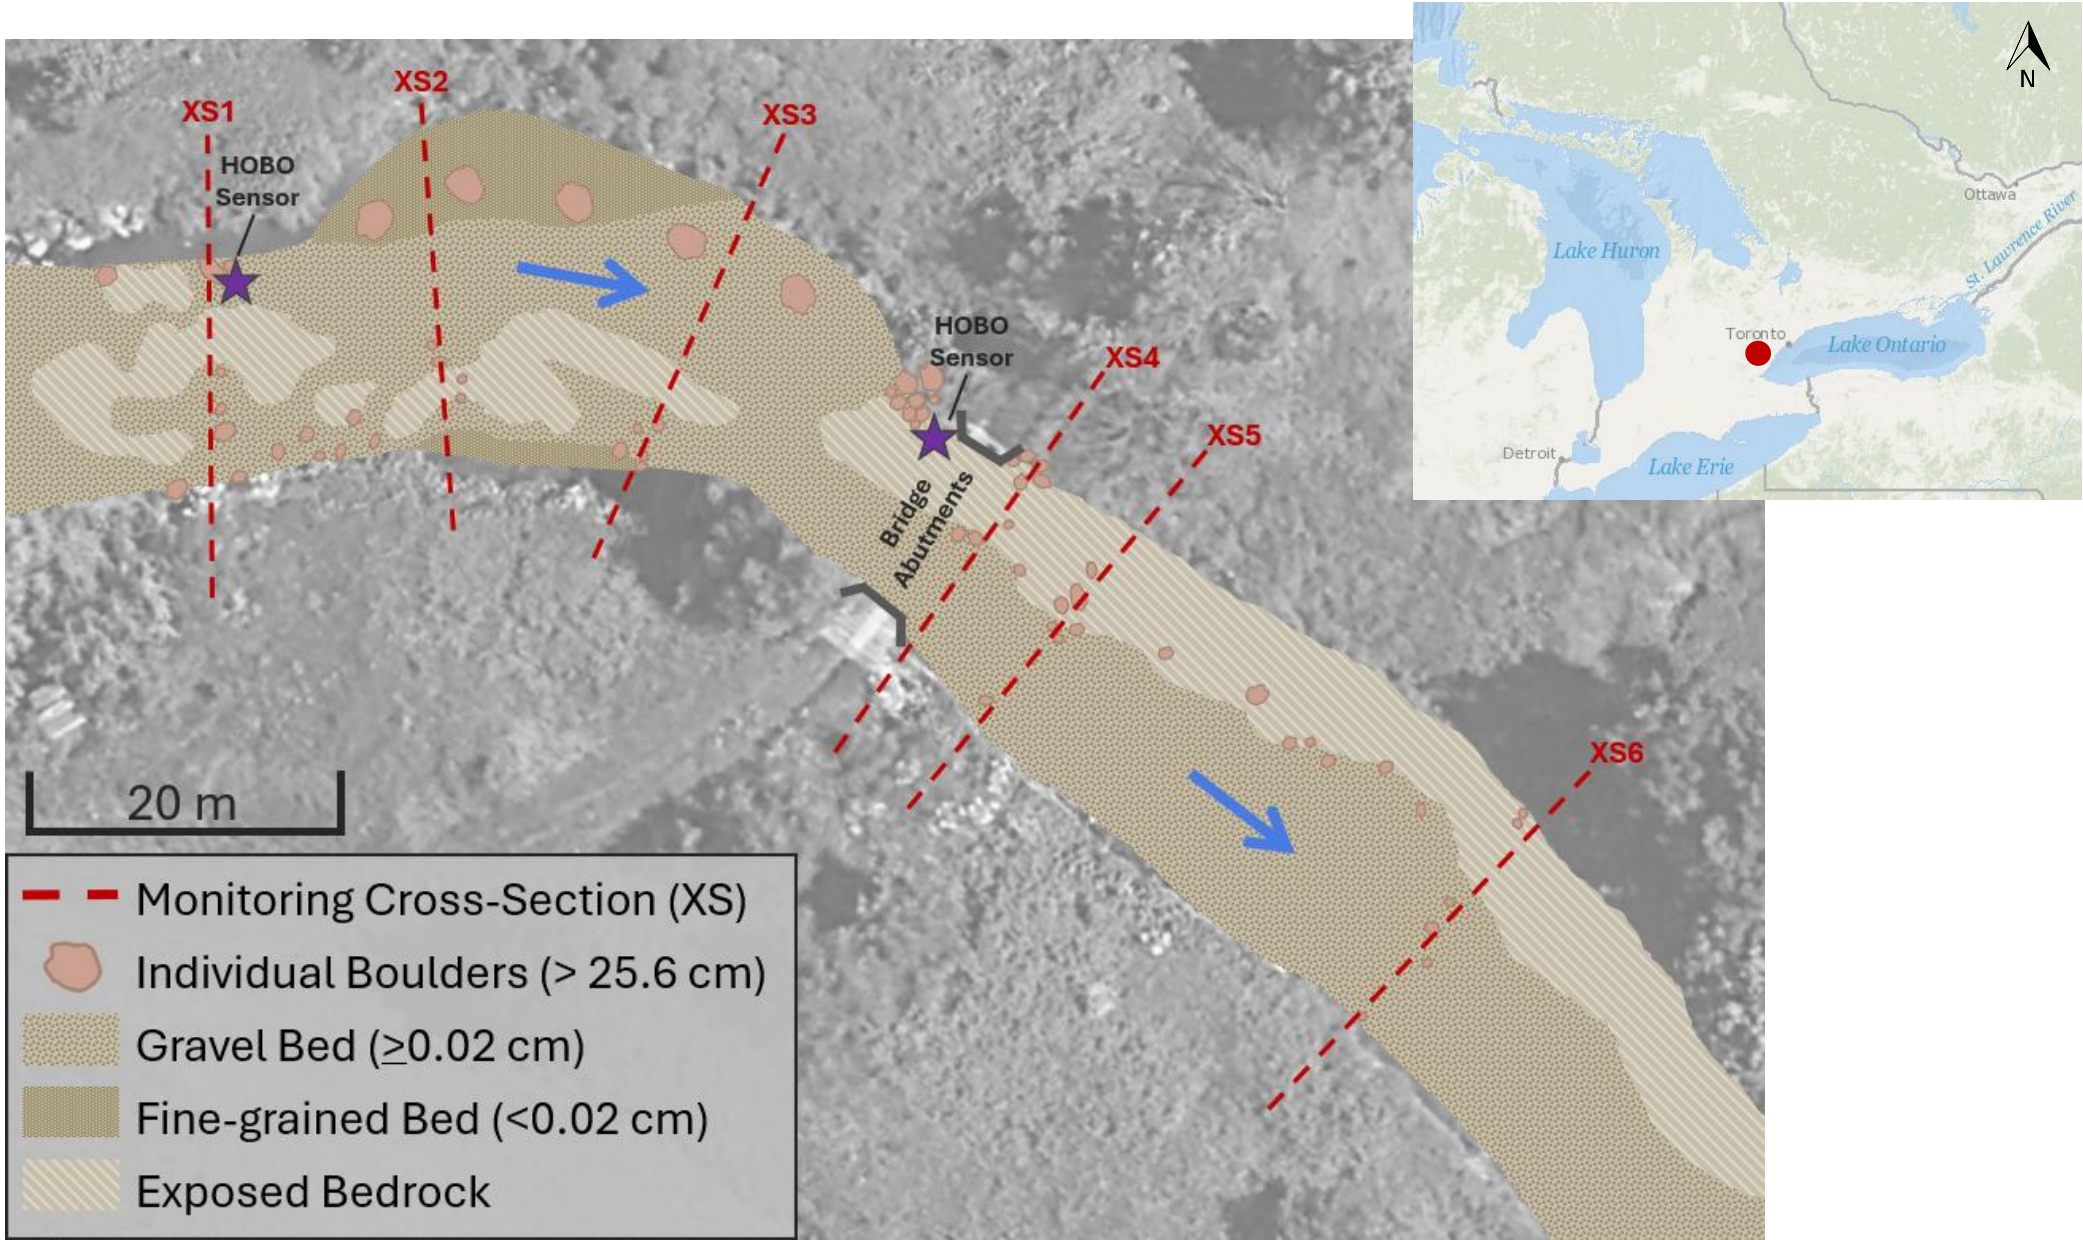 XS1
HOBO
Sensor
XS2
XS3
HOBO
Sensor
XS4
XS5
Bridge
Abutments
XS6
20 m
Monitoring Cross-Section (XS)
Individual Boulders (> 25.6 cm)
Gravel Bed (≥0.02 cm)
Fine-grained Bed (<0.02 cm)
Exposed Bedrock
N
Ottawa
St. Lawrence River
Lake Huron
Toronto
Lake Ontario
Detroit
Lake Erie